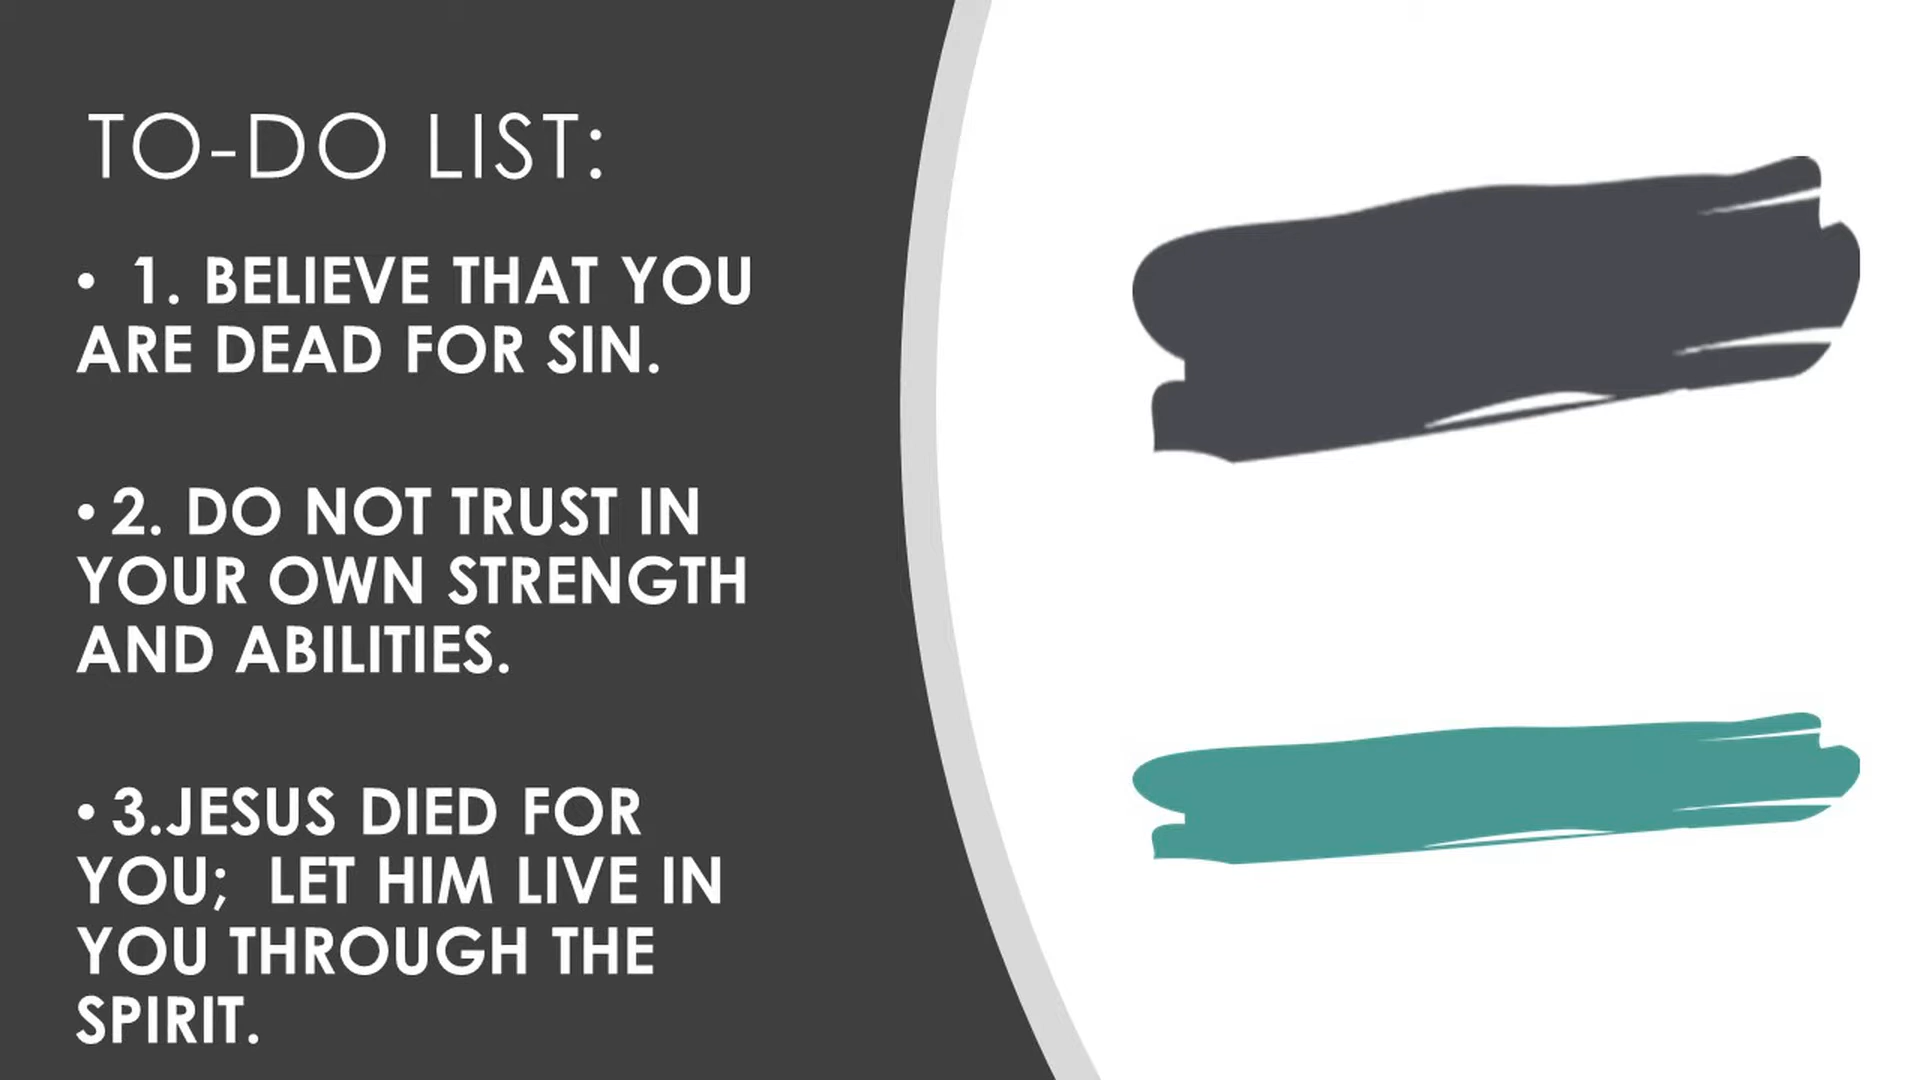 TO-DO LIST:
• 1. BELIEVE THAT YOU
ARE DEAD FOR SIN.
• 2. DO NOT TRUST IN
YOUR OWN STRENGTH
AND ABILITIES.
• 3.JESUS DIED FOR
YOU;  LET HIM LIVE IN
YOU THROUGH THE
SPIRIT.